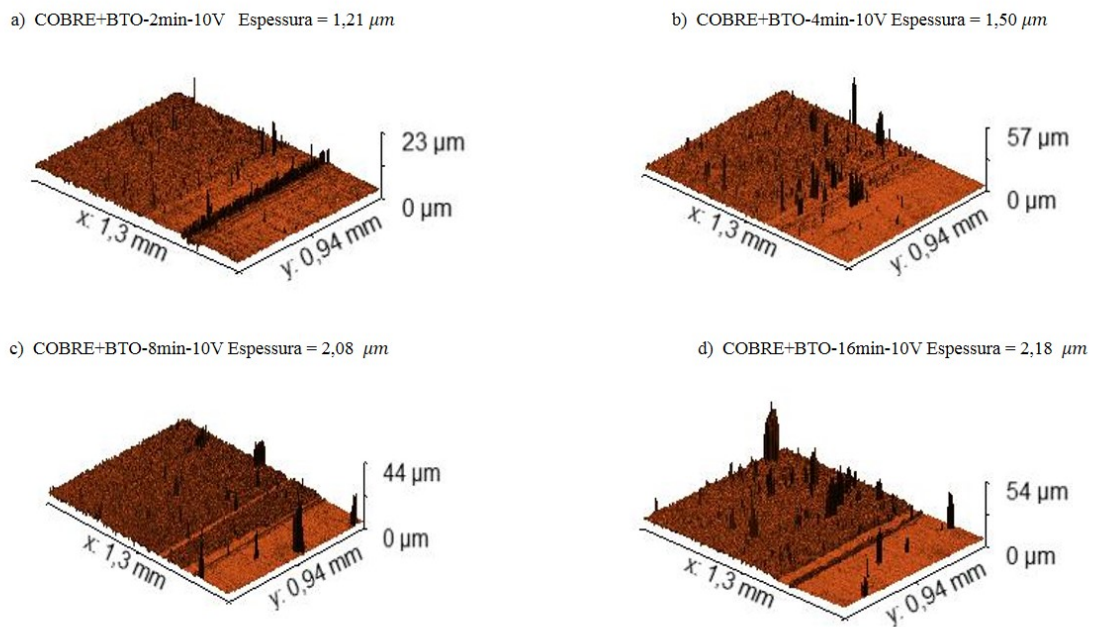 a) COBRE+BTO-2min-10V Espessura = 1,21 μm
b) COBRE+BTO-4min-10V Espessura = 1,50 μm
23 μm
0 μm
x: 1,3 mm
y: 0,94 mm
57 μm
0 μm
x: 1,3 mm
y: 0,94 mm
c) COBRE+BTO-8min-10V Espessura = 2,08 μm
d) COBRE+BTO-16min-10V Espessura = 2,18 μm
44 μm
0 μm
x: 1,3 mm
y: 0,94 mm
54 μm
0 μm
x: 1,3 mm
y: 0,94 mm